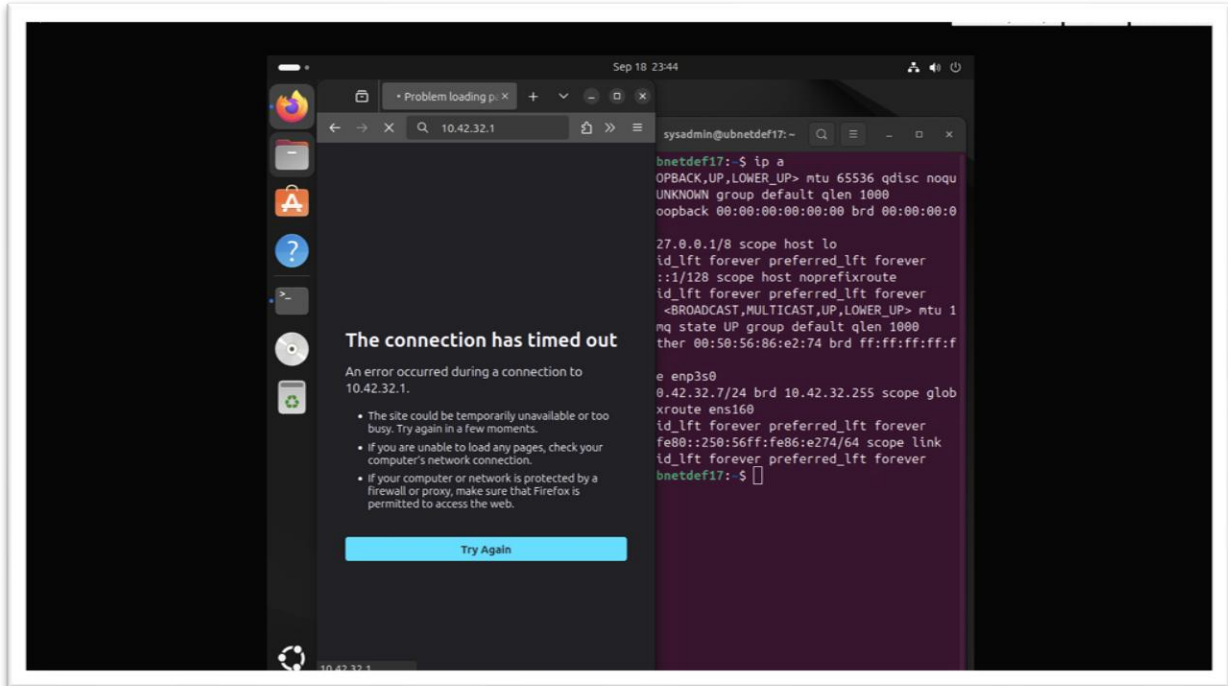 Sep 18 23:44
Problem loading p
10.42.32.1
The connection has timed out
An error occurred during a connection to
10.42.32.1.
• The site could be temporarily unavailable or too
busy. Try again in a few moments.
• If you are unable to load any pages, check your
computer's network connection.
• If your computer or network is protected by a
firewall or proxy, make sure that Firefox is
permitted to access the web.
Try Again
10.42.32.1
sysadmin@ubnetdef17: ~
bnetdef17:~$ ip a
OPBACK,UP,LOWER_UP> mtu 65536 qdisc noqu
UNKNOWN group default qlen 1000
oopback 00:00:00:00:00:00 brd 00:00:00:0
27.0.0.1/8 scope host lo
id_lft forever preferred_lft forever
::1/128 scope host noprefixroute
id_lft forever preferred_lft forever
<BROADCAST,MULTICAST,UP,LOWER_UP> mtu 1
mq state UP group default qlen 1000
ther 00:50:56:86:e2:74 brd ff:ff:ff:ff:f
e enp3s0
0.42.32.7/24 brd 10.42.32.255 scope glob
xroute ens160
id_lft forever preferred_lft forever
fe80::250:56ff:fe86:e274/64 scope link
id_lft forever preferred_lft forever
bnetdef17:~$